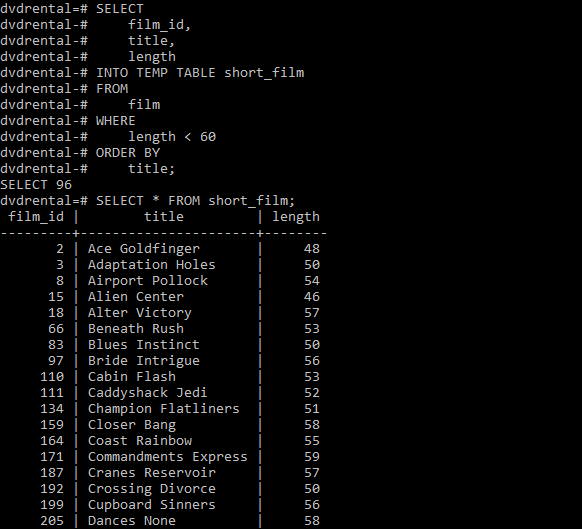 dvdrental=# SELECT
dvdrental-#     film_id,
dvdrental-#     title,
dvdrental-#     length
dvdrental-# INTO TEMP TABLE short_film
dvdrental-# FROM
dvdrental-#     film
dvdrental-# WHERE
dvdrental-#     length < 60
dvdrental-# ORDER BY
dvdrental-#     title;
SELECT 96
dvdrental=# SELECT * FROM short_film;
 film_id |        title         | length
---------+----------------------+--------
       2 | Ace Goldfinger       |     48
       3 | Adaptation Holes     |     50
       8 | Airport Pollock      |     54
      15 | Alien Center         |     46
      18 | Alter Victory        |     57
      66 | Beneath Rush         |     53
      83 | Blues Instinct       |     50
      97 | Bride Intrigue       |     56
     110 | Cabin Flash          |     53
     111 | Caddyshack Jedi      |     52
     134 | Champion Flatliners  |     51
     159 | Closer Bang          |     58
     164 | Coast Rainbow        |     55
     171 | Commandments Express |     59
     187 | Cranes Reservoir     |     57
     192 | Crossing Divorce     |     50
     199 | Cupboard Sinners     |     56
     205 | Dances None          |     58